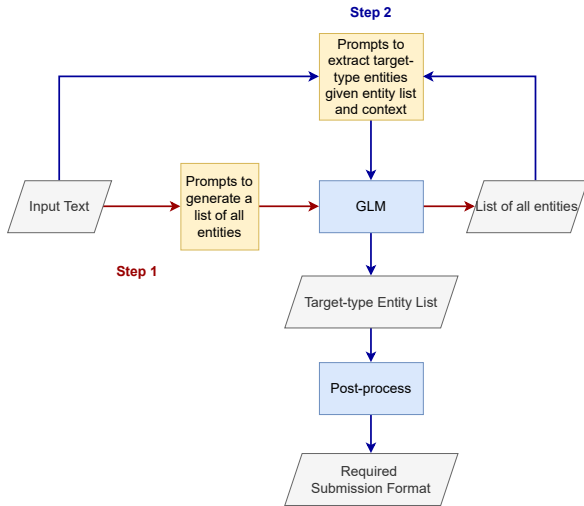 Step 2
Prompts to
extract target-
type entities
given entity list
and context
Input Text
Prompts to
generate a
list of all
entities
GLM
List of all entities
Step 1
Target-type Entity List
Post-process
Required
Submission Format